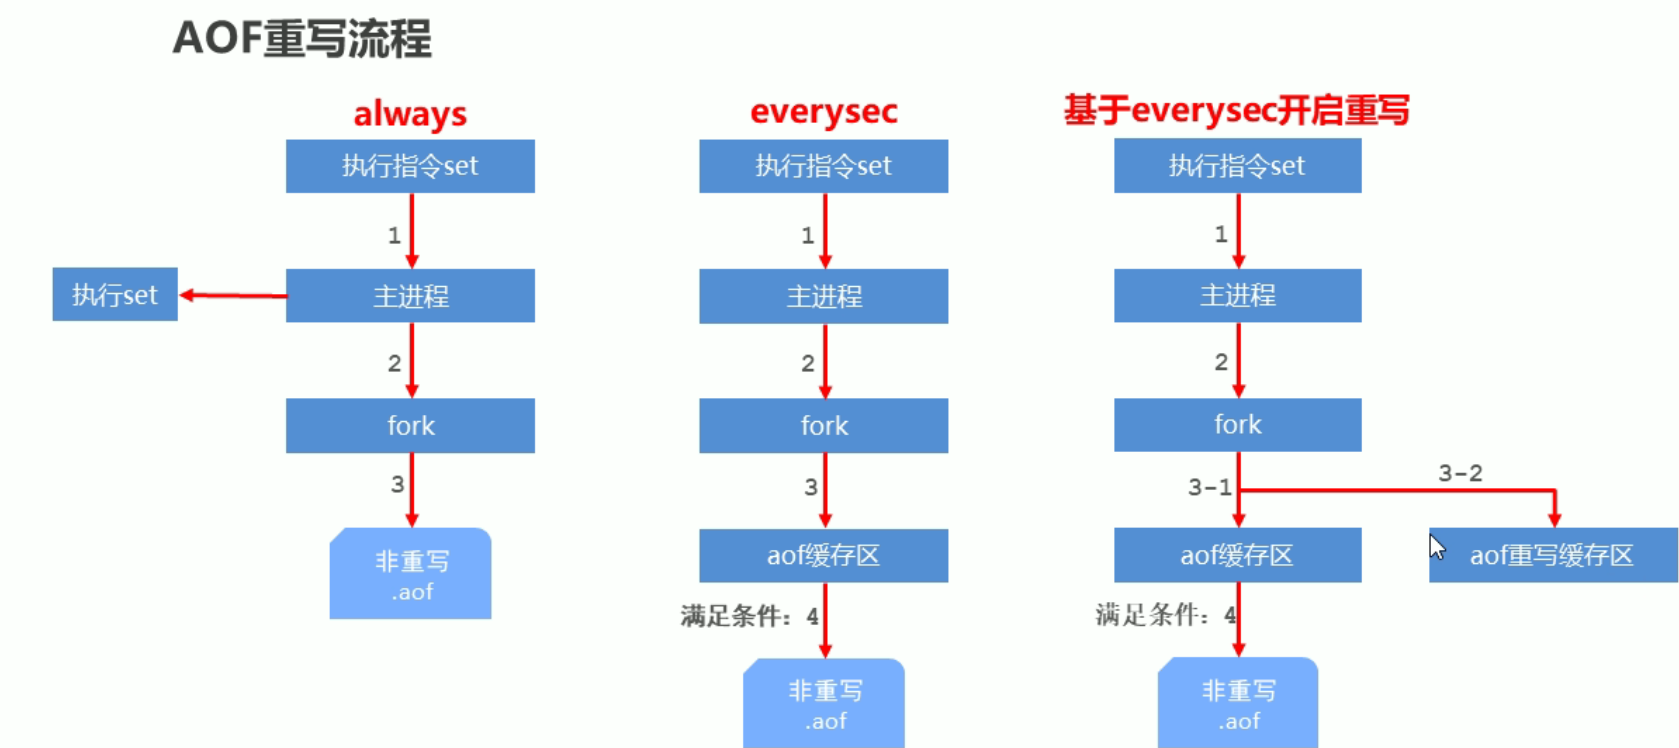 AOF重写流程
always
执行指令set
1
执行set
主进程
2
fork
3
非重写
.aof
everysec
执行指令set
1
主进程
2
fork
3
aof缓存区
满足条件：4
非重写
.aof
基于everysec开启重写
执行指令set
1
主进程
2
fork
3-1
3-2
aof缓存区
aof重写缓存区
满足条件：4
非重写
.aof